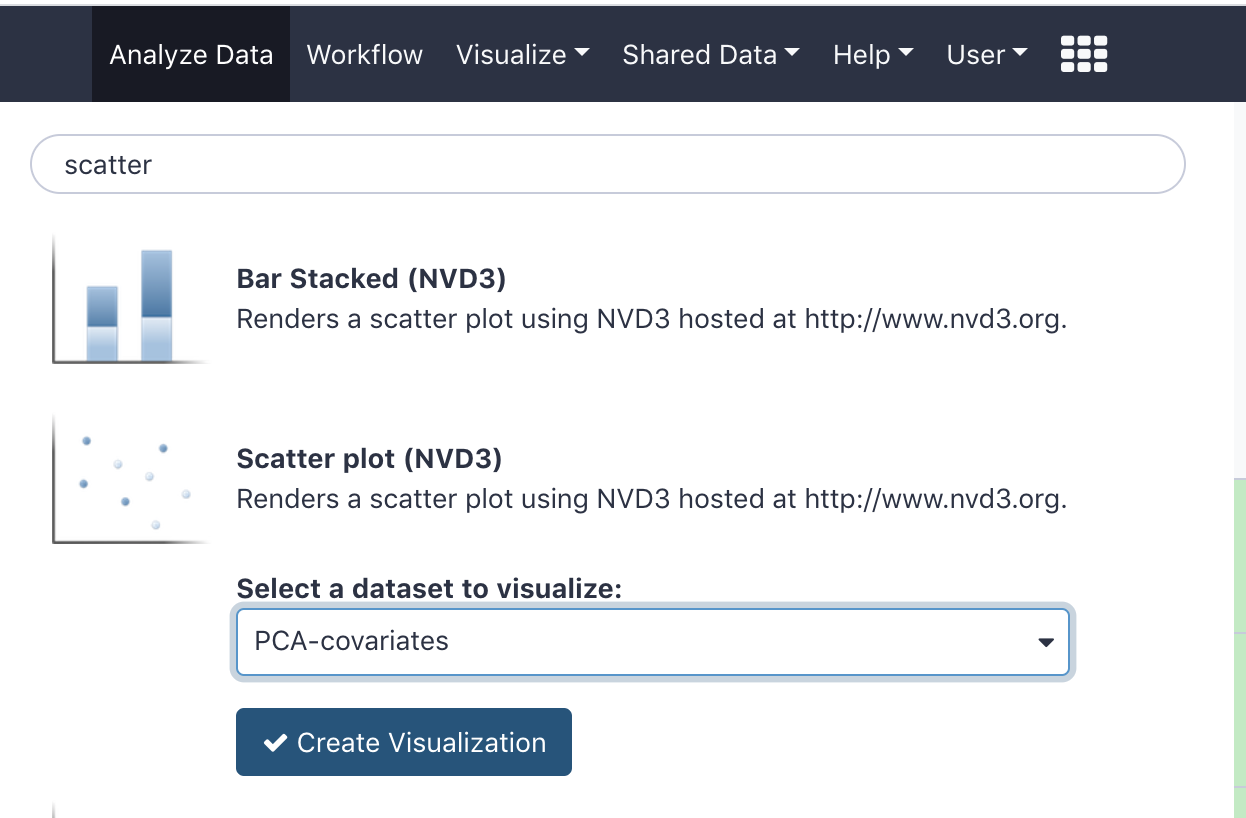 Analyze Data Workflow Visualize Shared Data Help User
scatter
Bar Stacked (NVD3)
Renders a scatter plot using NVD3 hosted at http://www.nvd3.org.
Scatter plot (NVD3)
Renders a scatter plot using NVD3 hosted at http://www.nvd3.org.
Select a dataset to visualize:
PCA-covariates
Create Visualization